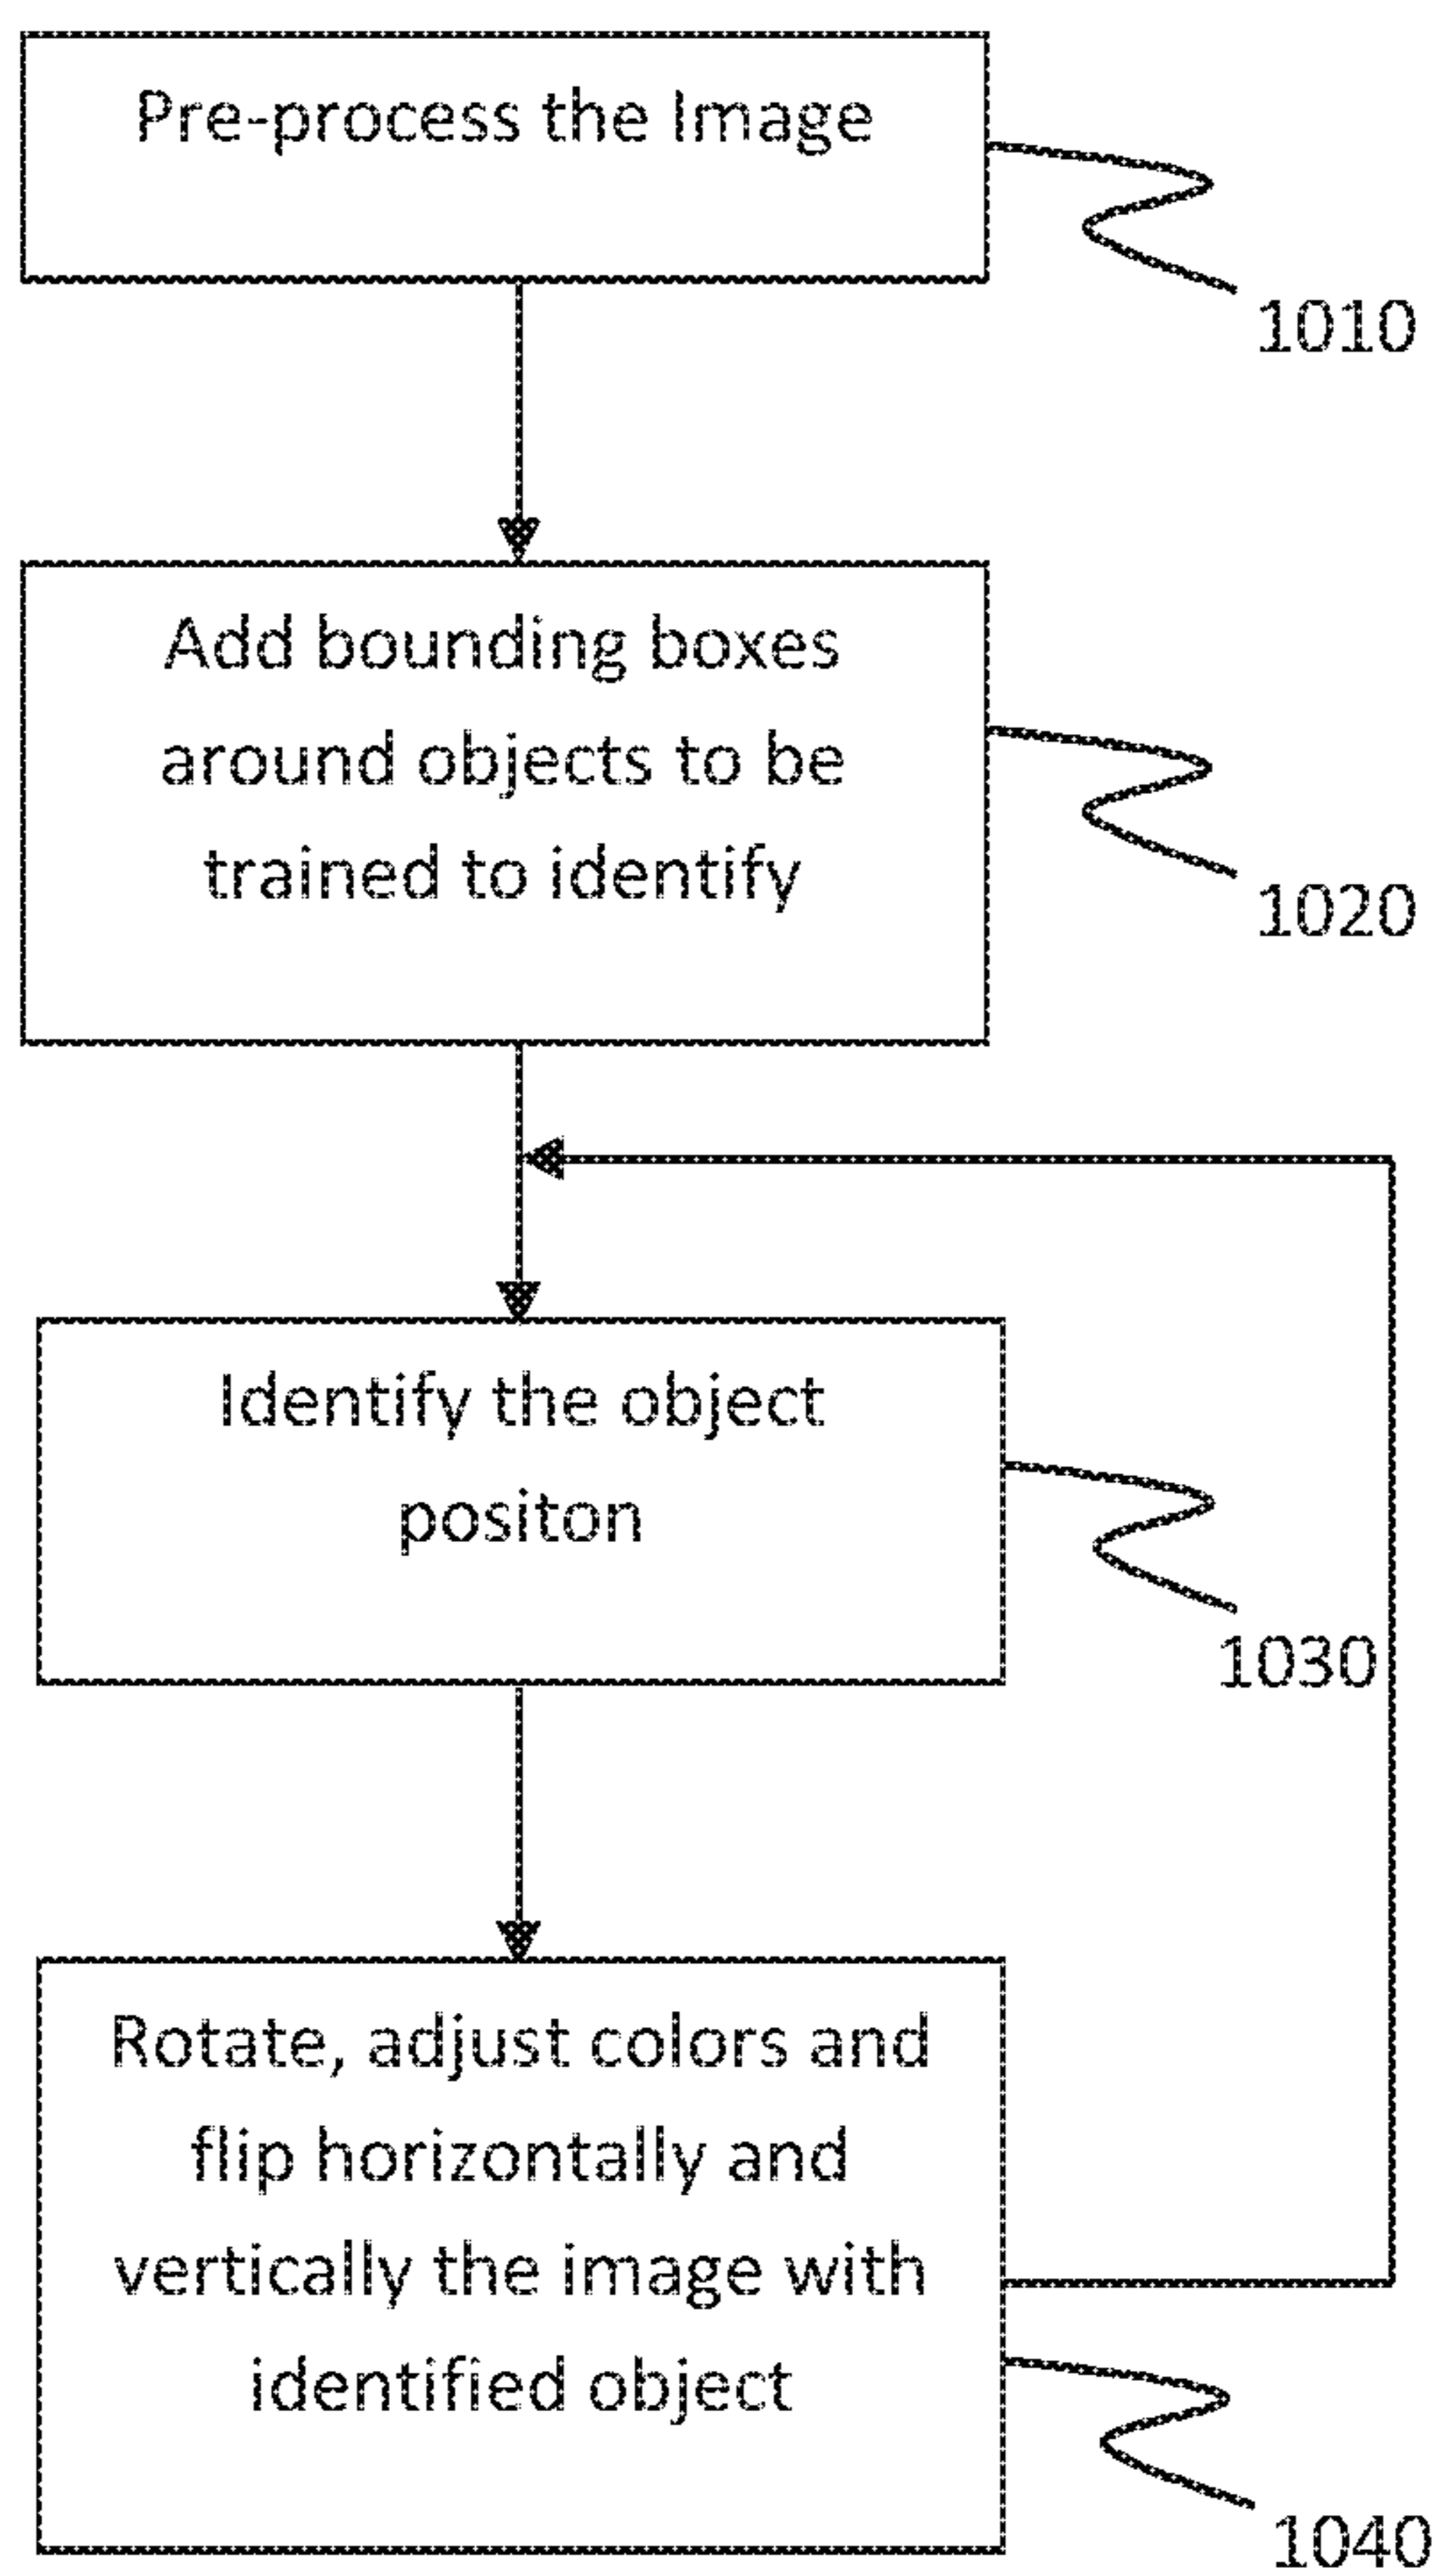 Pre-process the Image
1010
Add bounding boxes
around objects to be
trained to identify
1020
Identify the object
positon
1030
Rotate, adjust colors and
flip horizontally and
vertically the image with
identified object
1040